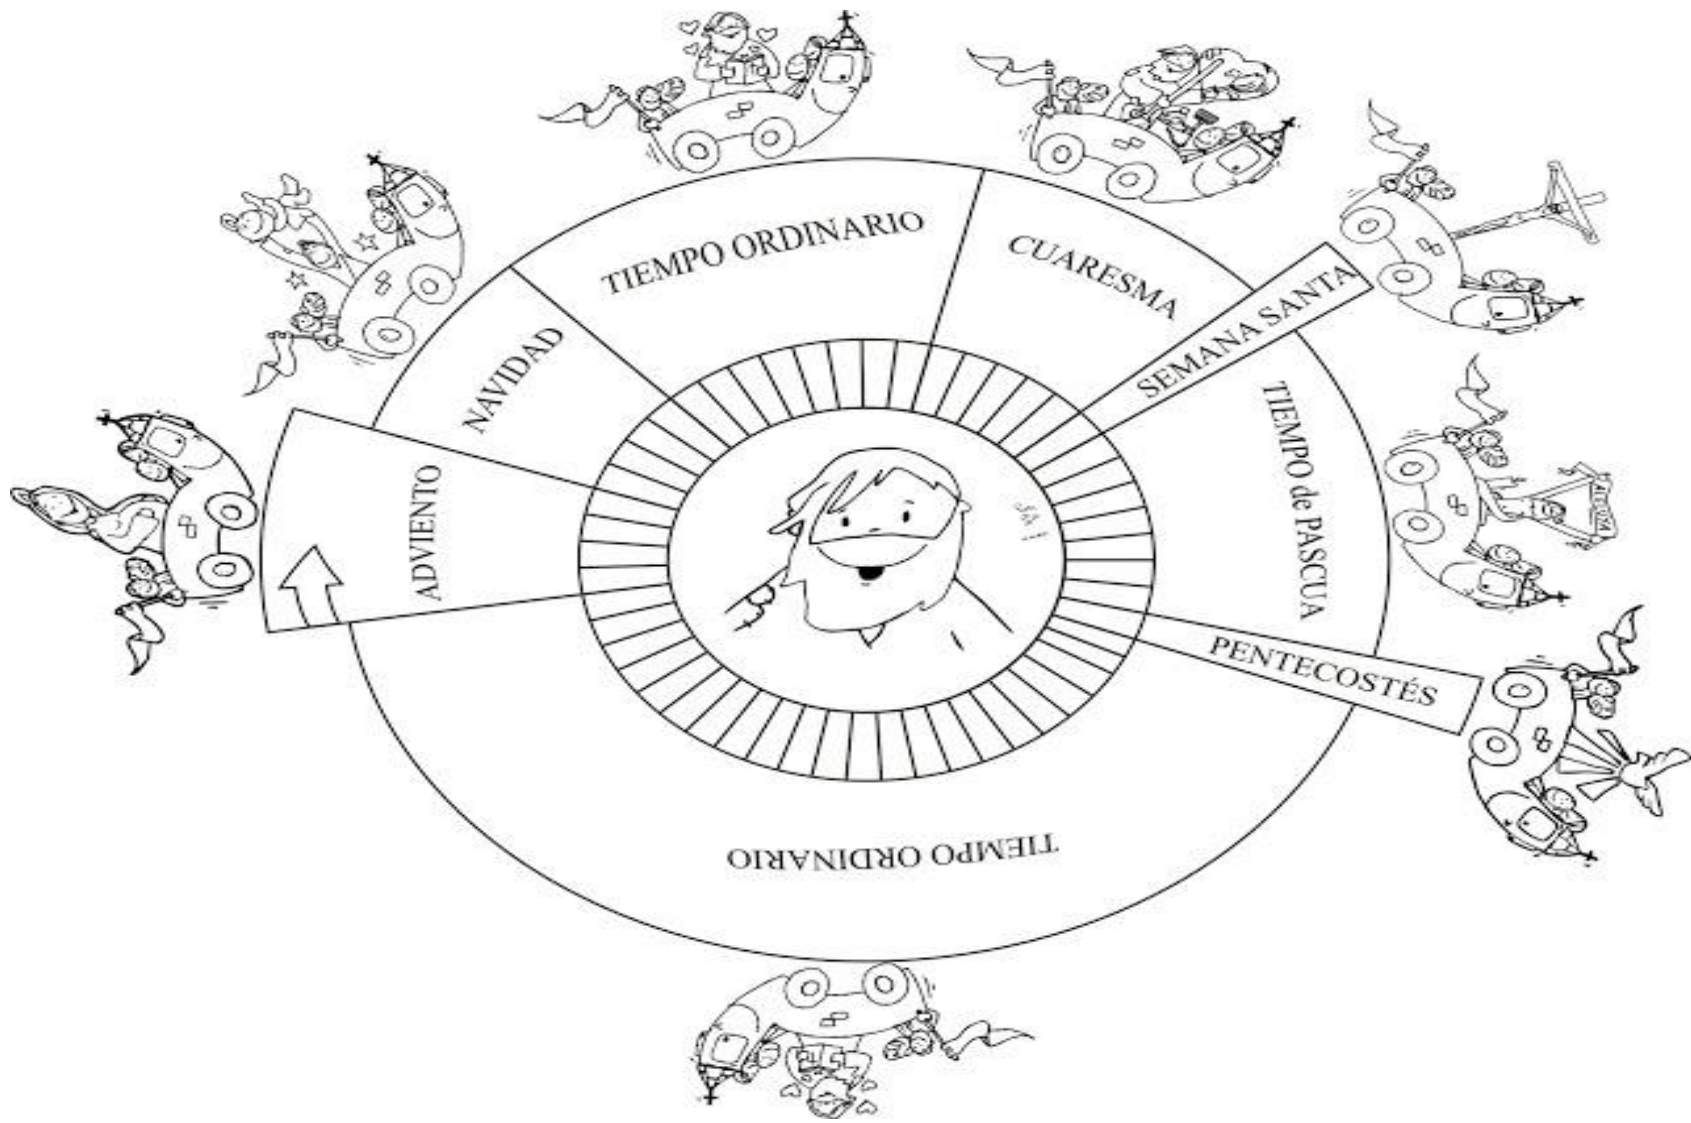 ADVIENTO
NAVIDAD
TIEMPO ORDINARIO
CUARESMA
SEMANA SANTA
TIEMPO de PASCUA
PENTECOSTÉS
TIEMPO ORDINARIO